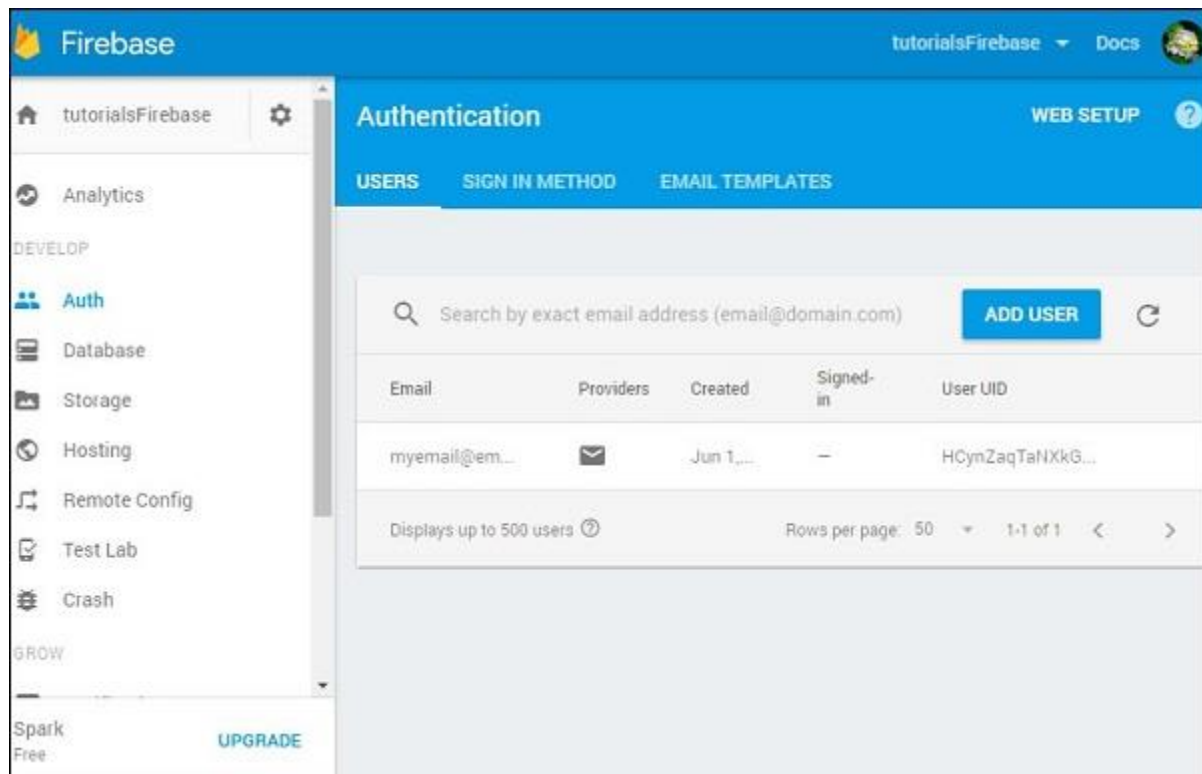 Firebase
tutorialsFirebase Docs
tutorialsFirebase
Analytics
DEVELOP
Auth
Database
Storage
Hosting
Remote Config
Test Lab
Crash
GROW
Spark
Free
UPGRADE
Authentication
WEB SETUP ?
USERS SIGN IN METHOD EMAIL TEMPLATES
Search by exact email address (email@domain.com) ADD USER
Email Providers Created Signed-in User UID
myemail@em... Jun 1,... – HCynZaqTaNXkG...
Displays up to 500 users ? Rows per page: 50 1-1 of 1 < >